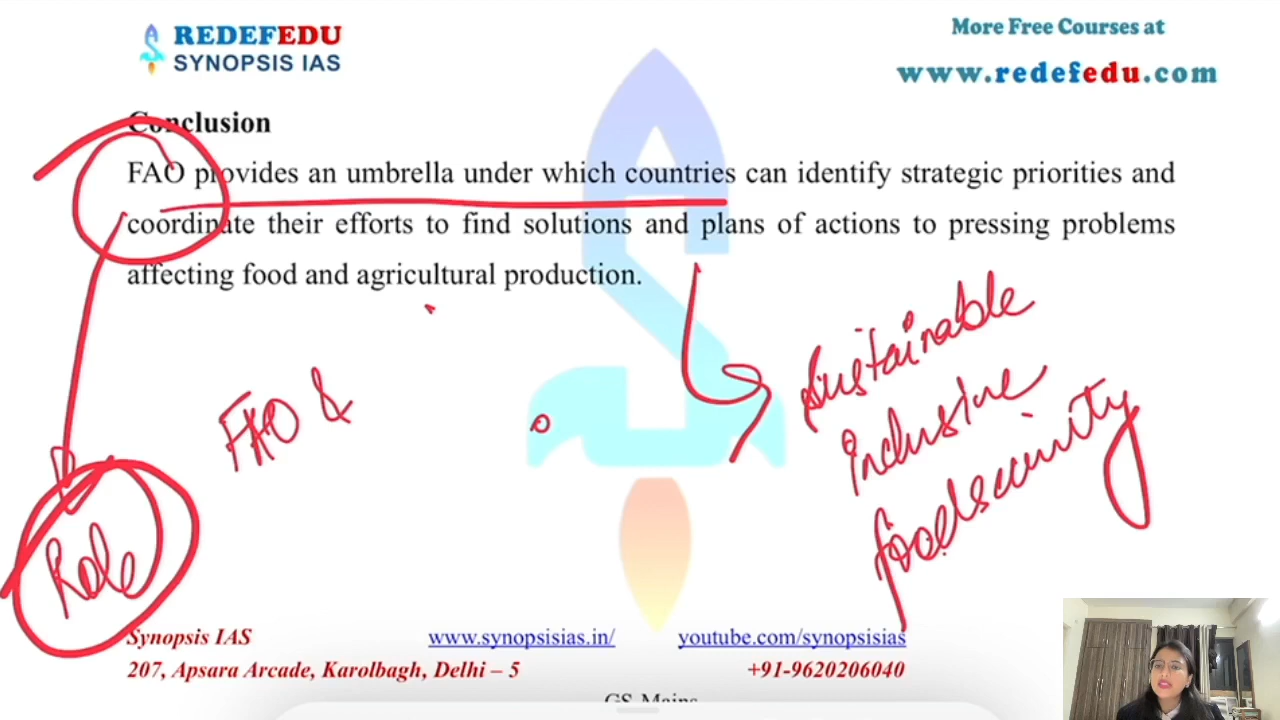 REDEFEDU
SYNOPSIS IAS
More Free Courses at
www.redefedu.com
Conclusion
FAO provides an umbrella under which countries can identify strategic priorities and
coordinate their efforts to find solutions and plans of actions to pressing problems
affecting food and agricultural production.
FAO &
Sustainable
Inclusive
food security
Role
Synopsis IAS
www.synopsisias.in/
youtube.com/synopsisias
207, Apsara Arcade, Karolbagh, Delhi – 5
+91-9620206040
GS Mains